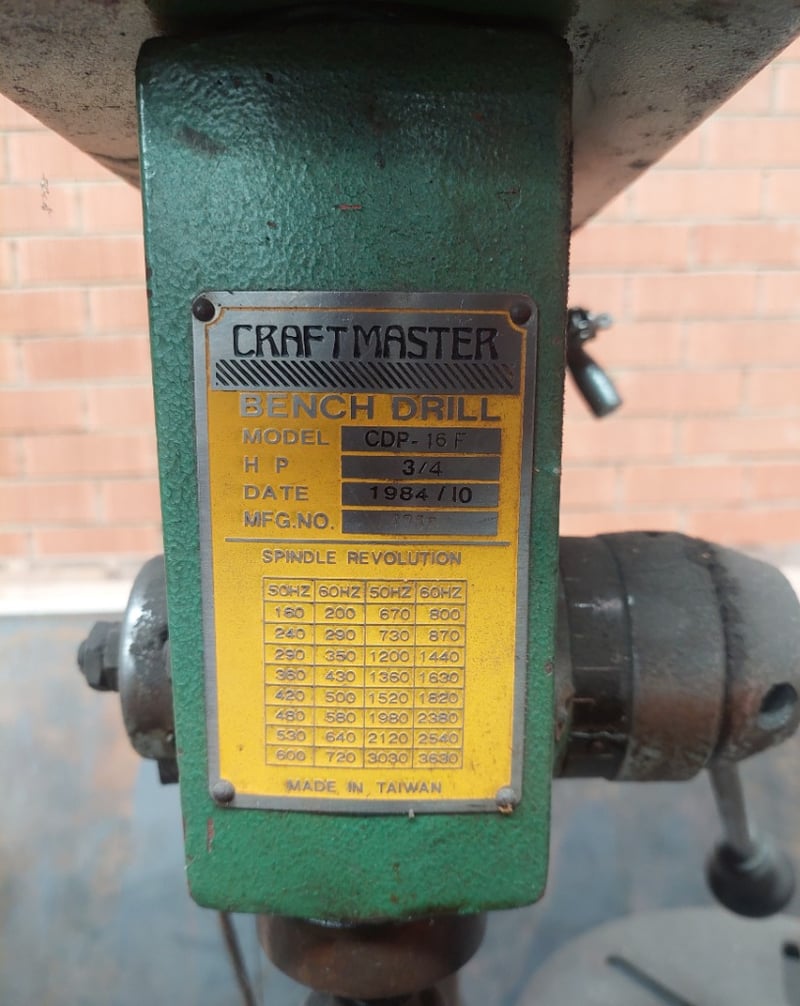 CRAFTMASTER
BENCH DRILL
MODEL CDP-16F
H P 3/4
DATE 1984/10
MFG.NO.
SPINDLE REVOLUTION
50HZ 60HZ 50HZ 60HZ
160 200 670 800
240 290 730 870
290 350 1200 1440
360 430 1360 1630
420 500 1520 1820
480 580 1980 2380
530 640 2120 2540
600 720 3030 3630
MADE IN TAIWAN